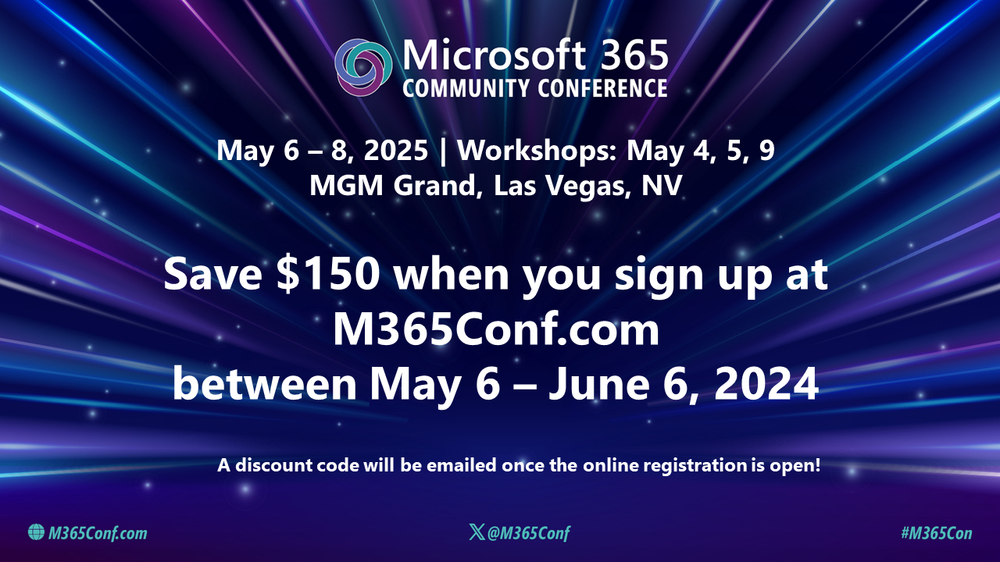 Microsoft 365
COMMUNITY CONFERENCE
May 6 – 8, 2025 | Workshops: May 4, 5, 9
MGM Grand, Las Vegas, NV
Save $150 when you sign up at
M365Conf.com
between May 6 – June 6, 2024
A discount code will be emailed once the online registration is open!
M365Conf.com
@M365Conf
#M365Con